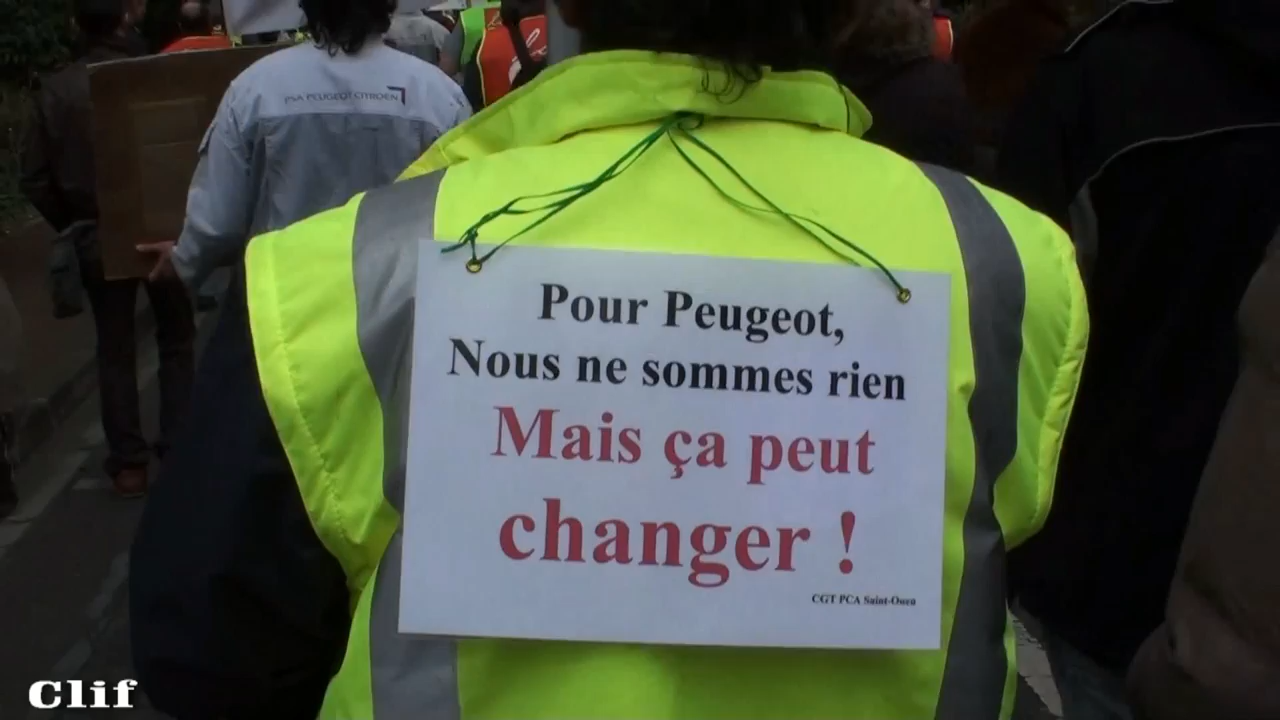 PSA PEUGEOT CITROËN
Pour Peugeot,
Nous ne sommes rien
Mais ça peut
changer !
CGT PCA Saint-Ouen
Clif